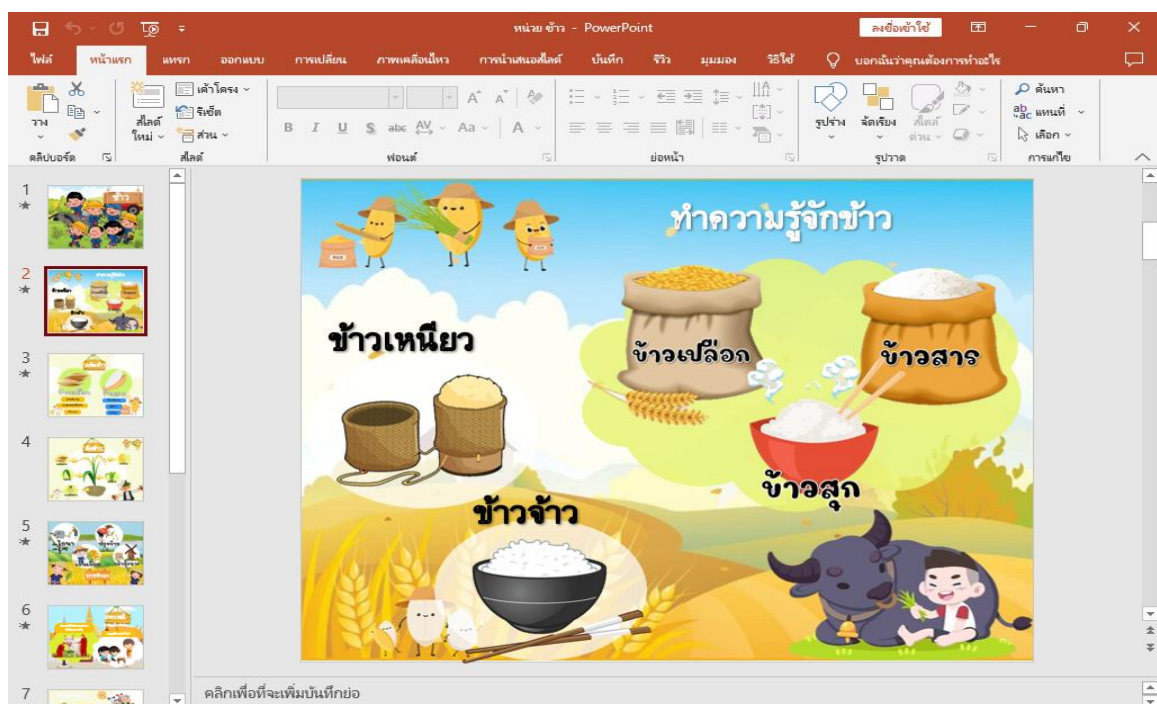 หน่วย ข้าว - PowerPoint
ลงชื่อเข้าใช้
ไฟล์ หน้าแรก แทรก ออกแบบ การเปลี่ยน ภาพเคลื่อนไหว การนำเสนอสไลด์ บันทึก รีวิว มุมมอง วิธีใช้ บอกฉันว่าคุณต้องการทำอะไร
วาง
คลิปบอร์ด
สไลด์ใหม่
เค้าโครง
รีเซ็ต
ส่วน
สไลด์
B I U S abc AV Aa A
ฟอนต์
ย่อหน้า
รูปร่าง
จัดเรียง
สไตล์ด่วน
รูปวาด
ค้นหา
แทนที่
เลือก
การแก้ไข
1
2
3
4
5
6
7
ข้าว
ทำความรู้จักข้าว
ข้าวเหนียว
ข้าวเปลือก
ข้าวสาร
ข้าวสุก
ข้าวจ้าว
คลิกเพื่อที่จะเพิ่มบันทึกย่อ